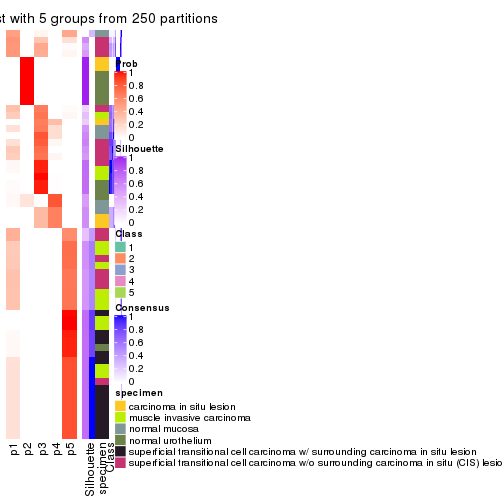 st with 5 groups from 250 partitions
Prob
1
0.8
0.6
0.4
0.2
0
Silhouette
1
0.8
0.6
0.4
0.2
0
Class
1
2
3
4
5
Consensus
1
0.8
0.6
0.4
0.2
0
specimen
carcinoma in situ lesion
muscle invasive carcinoma
normal mucosa
normal urothelium
superficial transitional cell carcinoma w/ surrounding carcinoma in situ lesion
superficial transitional cell carcinoma w/o surrounding carcinoma in situ (CIS) lesio
p1
p2
p3
p4
p5
Silhouette
specimen
Class